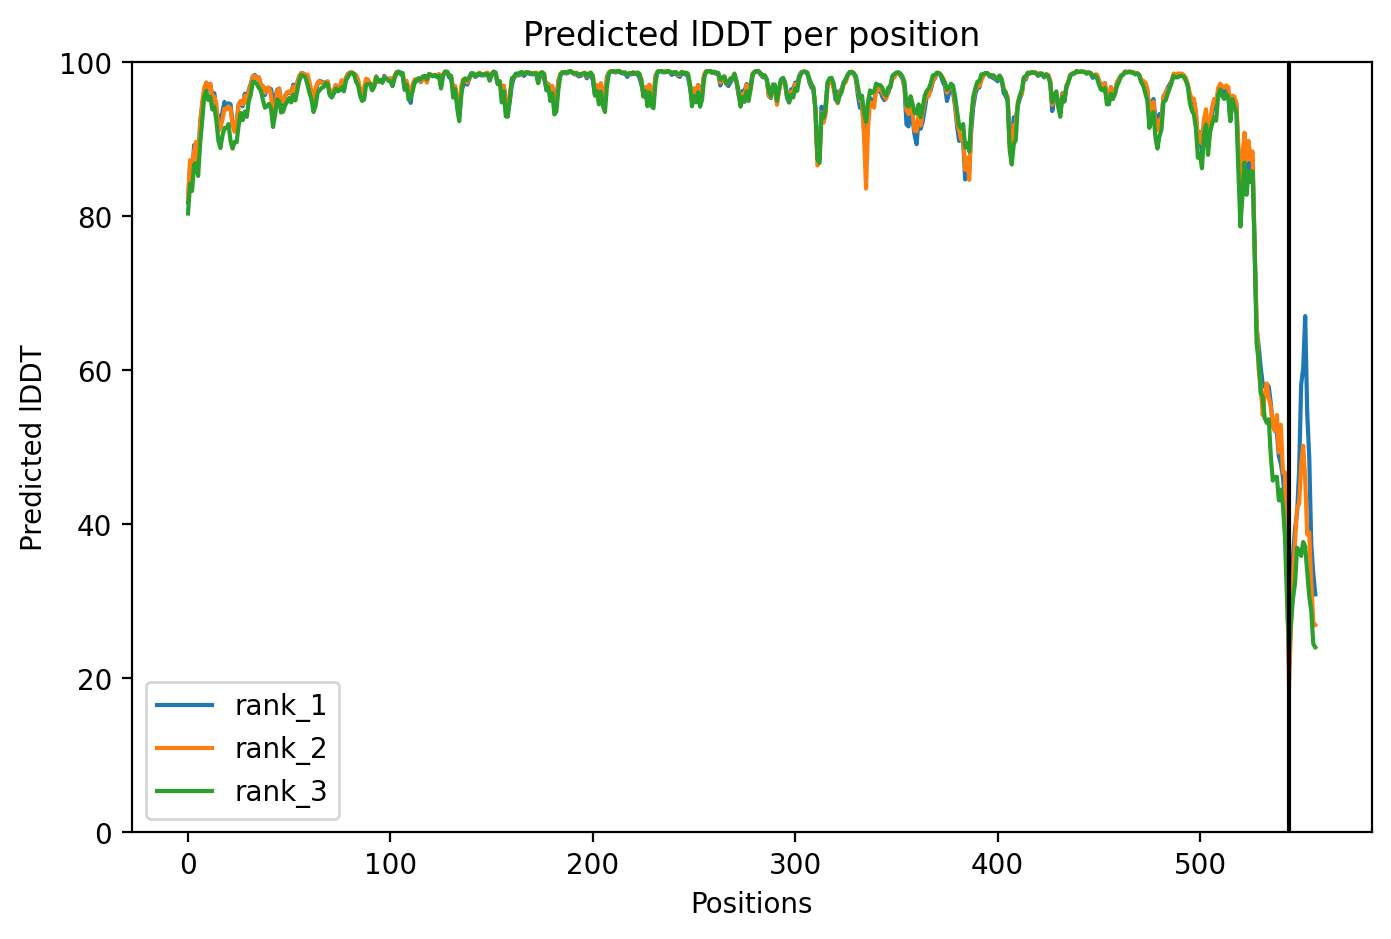 Predicted lDDT per position
Predicted lDDT
100
80
60
40
20
0
rank_1
rank_2
rank_3
0 100 200 300 400 500
Positions